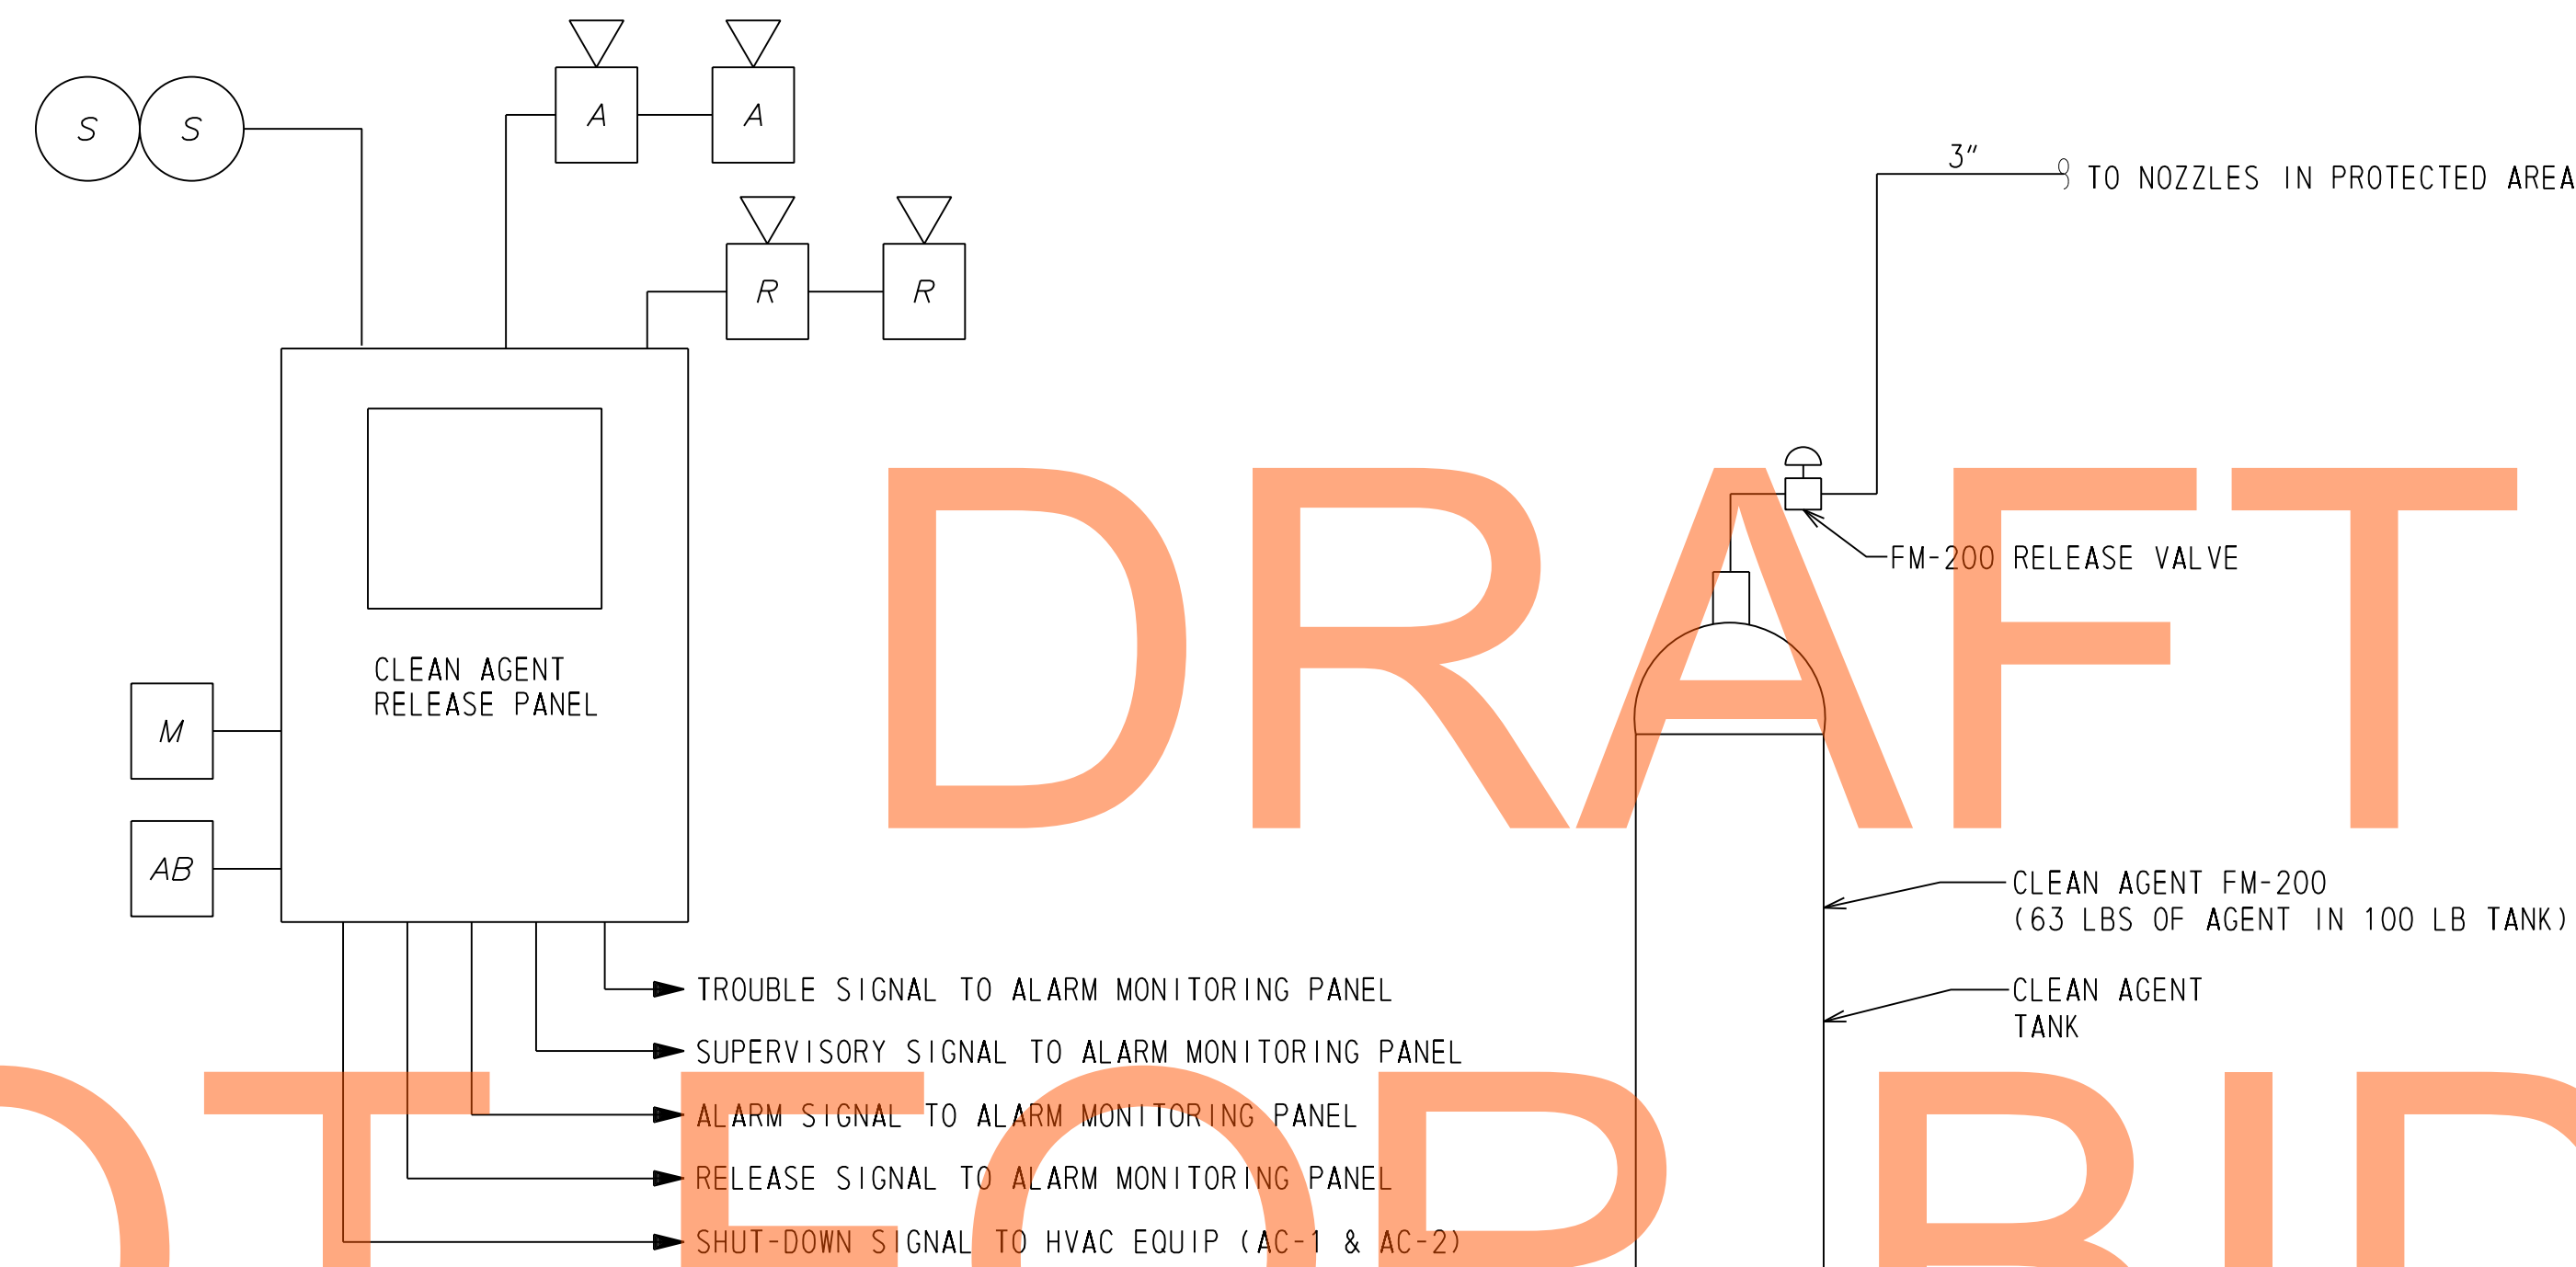 S S
A A
R R
3"
TO NOZZLES IN PROTECTED AREA
FM-200 RELEASE VALVE
CLEAN AGENT
RELEASE PANEL
M
AB
DRAFT
CLEAN AGENT FM-200
(63 LBS OF AGENT IN 100 LB TANK)
CLEAN AGENT
TANK
TROUBLE SIGNAL TO ALARM MONITORING PANEL
SUPERVISORY SIGNAL TO ALARM MONITORING PANEL
ALARM SIGNAL TO ALARM MONITORING PANEL
RELEASE SIGNAL TO ALARM MONITORING PANEL
SHUT-DOWN SIGNAL TO HVAC EQUIP (AC-1 & AC-2)
OT FOR BID